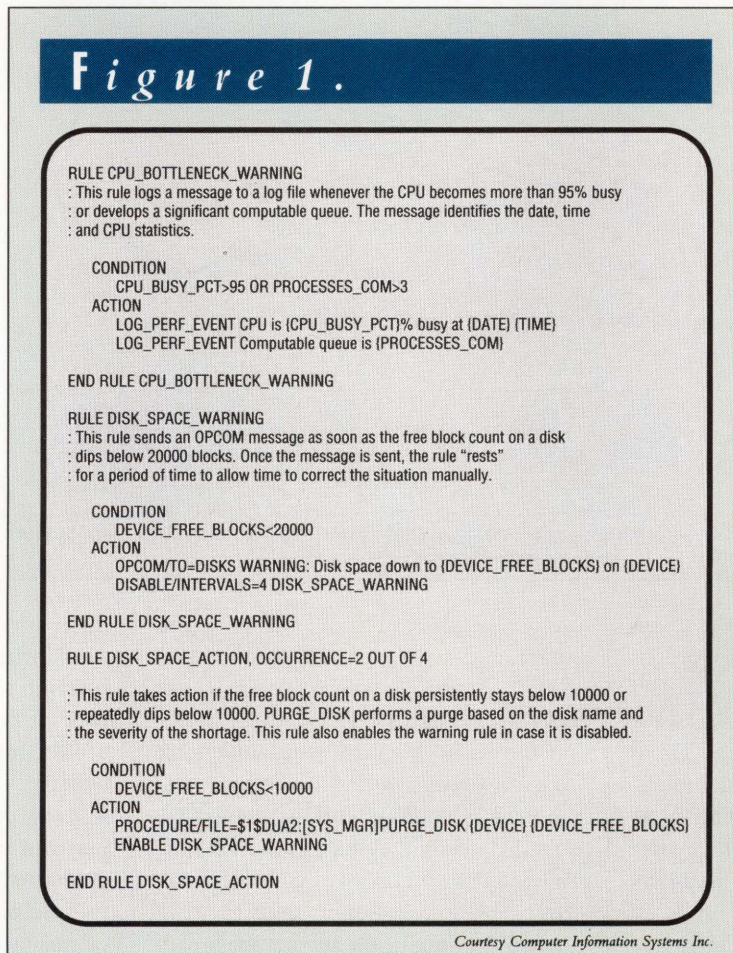 Figure 1.
RULE CPU_BOTTLENECK_WARNING
: This rule logs a message to a log file whenever the CPU becomes more than 95% busy
: or develops a significant computable queue. The message identifies the date, time
: and CPU statistics.
CONDITION
CPU_BUSY_PCT>95 OR PROCESSES_COM>3
ACTION
LOG_PERF_EVENT CPU is {CPU_BUSY_PCT}% busy at {DATE} {TIME}
LOG_PERF_EVENT Computable queue is {PROCESSES_COM}
END RULE CPU_BOTTLENECK_WARNING
RULE DISK_SPACE_WARNING
: This rule sends an OPCOM message as soon as the free block count on a disk
: dips below 20000 blocks. Once the message is sent, the rule “rests”
: for a period of time to allow time to correct the situation manually.
CONDITION
DEVICE_FREE_BLOCKS<20000
ACTION
OPCOM/TO=DISKS WARNING: Disk space down to {DEVICE_FREE_BLOCKS} on {DEVICE}
DISABLE/INTERVALS=4 DISK_SPACE_WARNING
END RULE DISK_SPACE_WARNING
RULE DISK_SPACE_ACTION, OCCURRENCE=2 OUT OF 4
: This rule takes action if the free block count on a disk persistently stays below 10000 or
: repeatedly dips below 10000. PURGE_DISK performs a purge based on the disk name and
: the severity of the shortage. This rule also enables the warning rule in case it is disabled.
CONDITION
DEVICE_FREE_BLOCKS<10000
ACTION
PROCEDURE/FILE=$1$DUA2:[SYS_MGR]PURGE_DISK {DEVICE} {DEVICE_FREE_BLOCKS}
ENABLE DISK_SPACE_WARNING
END RULE DISK_SPACE_ACTION
Courtesy Computer Information Systems Inc.